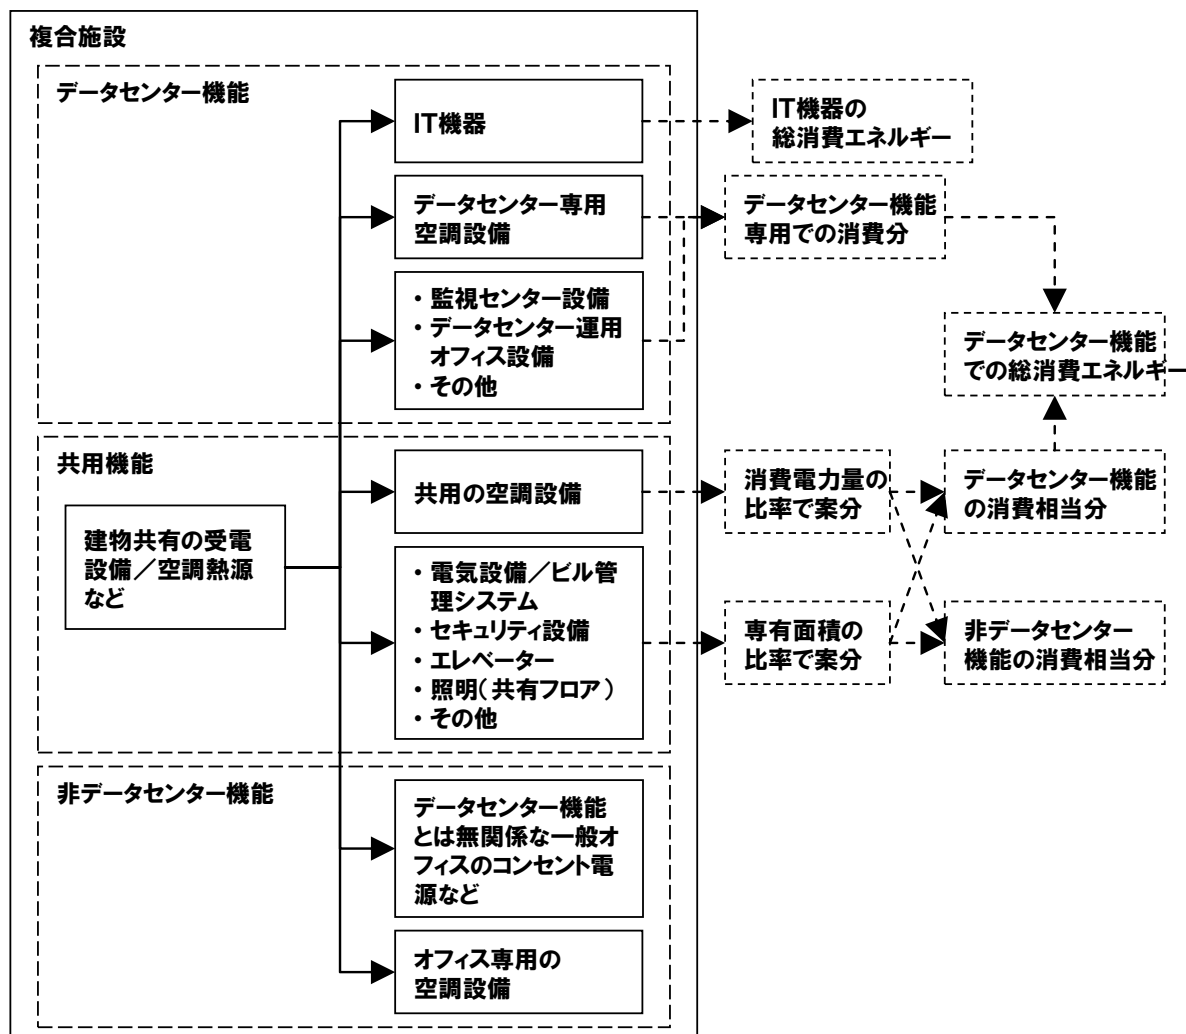 複合施設
データセンター機能
IT機器
IT機器の
総消費エネルギー
データセンター専用
空調設備
データセンター機能
専用での消費分
・監視センター設備
・データセンター運用
オフィス設備
・その他
データセンター機能
での総消費エネルギー
共用機能
共用の空調設備
消費電力量の
比率で案分
データセンター機能
の消費相当分
建物共有の受電
設備／空調熱源
など
・電気設備／ビル管
理システム
・セキュリティ設備
・エレベーター
・照明（共有フロア）
・その他
専有面積の
比率で案分
非データセンター
機能の消費相当分
非データセンター機能
データセンター機能
とは無関係な一般オ
フィスのコンセント電
源など
オフィス専用の
空調設備